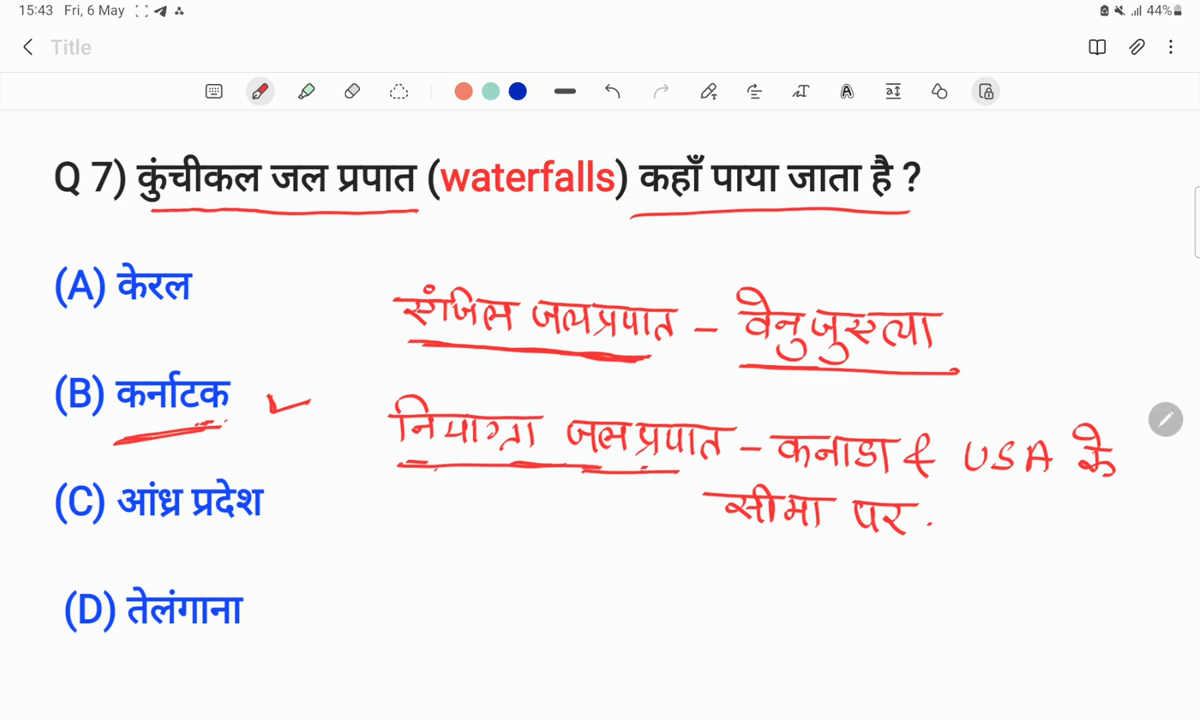 15:43 Fri, 6 May 44%
Title
Q 7) कुंचीकल जल प्रपात (waterfalls) कहाँ पाया जाता है ?
(A) केरल
एंजिल जलप्रपात - वेनुजुएला
(B) कर्नाटक
नियाग्रा जलप्रपात - कनाडा & USA के
सीमा पर.
(C) आंध्र प्रदेश
(D) तेलंगाना